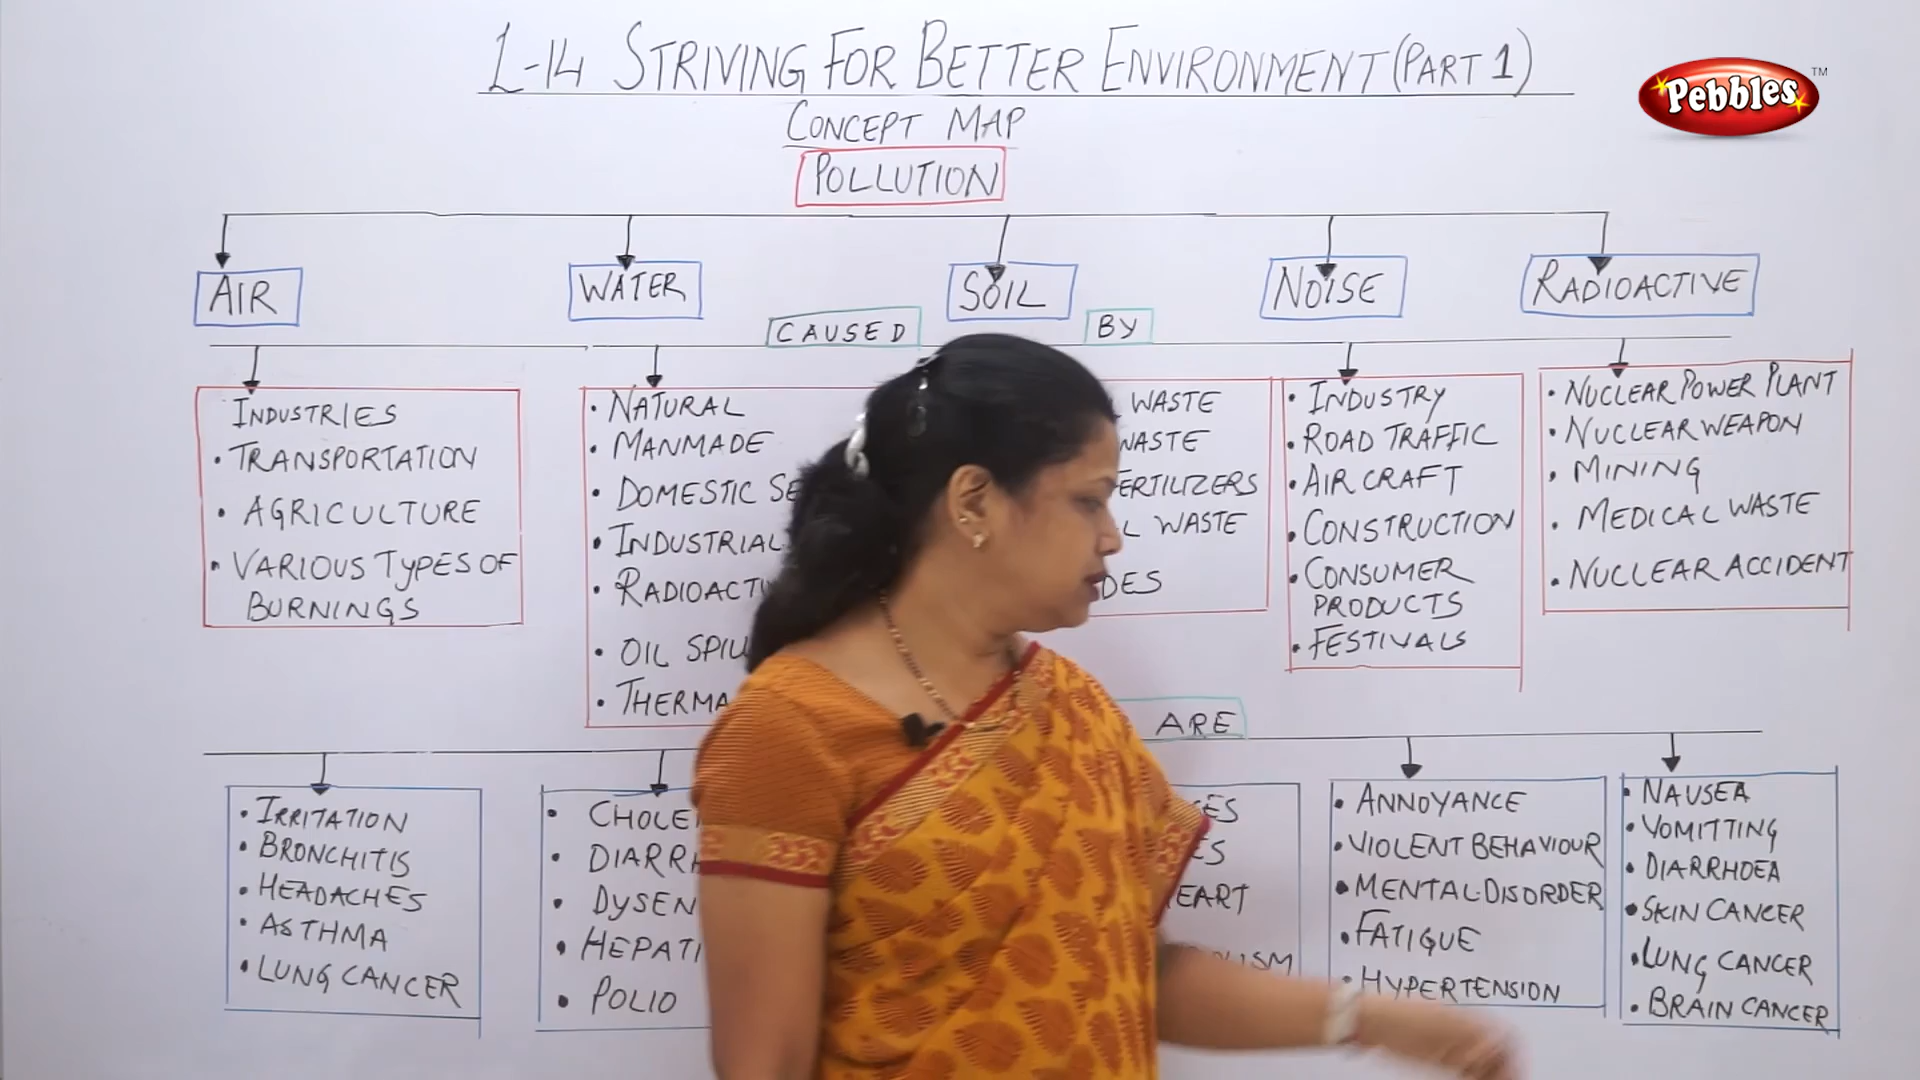 L-14 STRIVING FOR BETTER ENVIRONMENT (PART 1)
Pebbles TM
CONCEPT MAP
POLLUTION
AIR
WATER
SOIL
NOISE
RADIOACTIVE
CAUSED BY
INDUSTRIES
• TRANSPORTATION
• AGRICULTURE
• VARIOUS TYPES OF
BURNINGS
• NATURAL
• MANMADE
• DOMESTIC
• INDUSTRIAL
•
• OIL
•
WASTE
WASTE
WASTE
• INDUSTRY
• ROAD TRAFFIC
• AIR CRAFT
• CONSTRUCTION
• CONSUMER
PRODUCTS
• FESTIVALS
• NUCLEAR POWER PLANT
• NUCLEAR WEAPON
• MINING
• MEDICAL WASTE
• NUCLEAR ACCIDENT
ARE
• IRRITATION
• BRONCHITIS
• HEADACHES
• ASTHMA
• LUNG CANCER
•
•
•
•
• POLIO
• ANNOYANCE
• VIOLENT BEHAVIOUR
• MENTAL DISORDER
• FATIGUE
• HYPERTENSION
• NAUSEA
• VOMITTING
• DIARRHOEA
• SKIN CANCER
• LUNG CANCER
• BRAIN CANCER